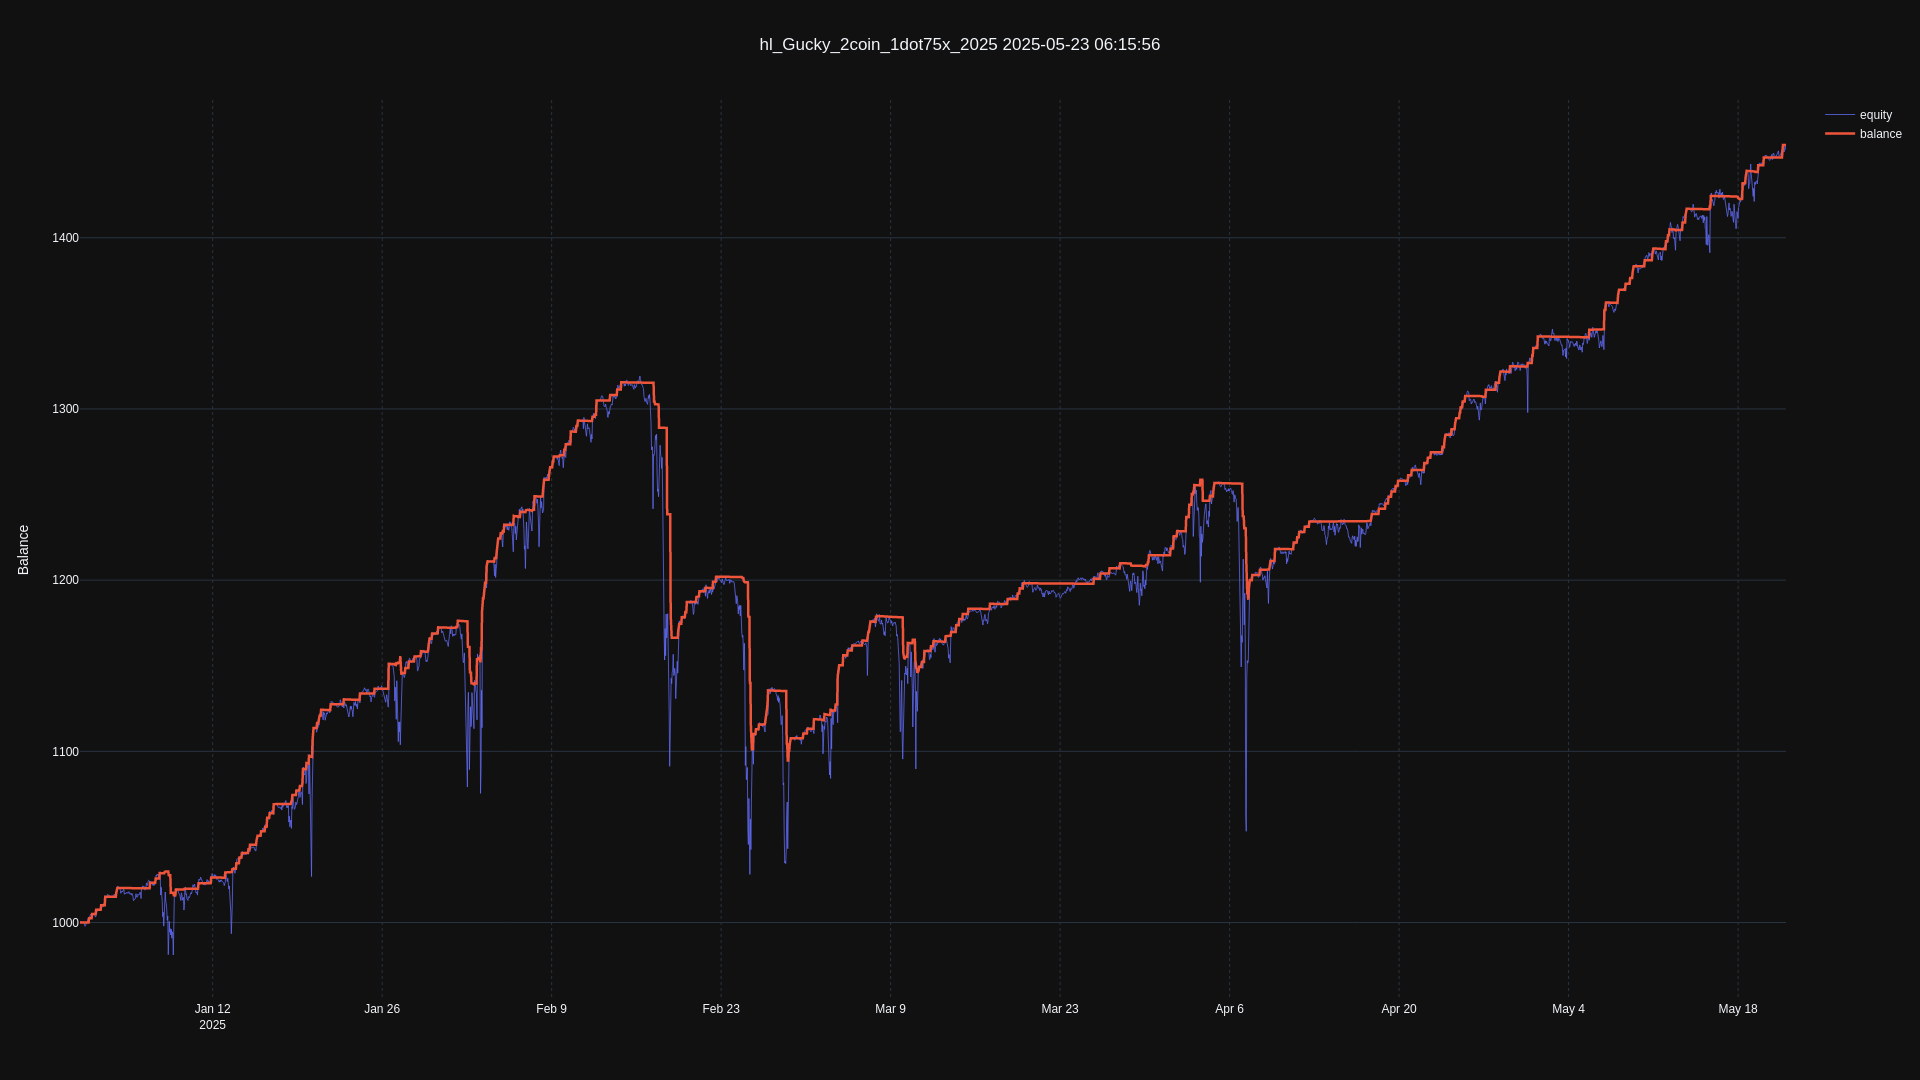 hl_Gucky_2coin_1dot75x_2025 2025-05-23 06:15:56
equity
balance
1400
1300
1200
1100
1000
Balance
Jan 12
2025
Jan 26
Feb 9
Feb 23
Mar 9
Mar 23
Apr 6
Apr 20
May 4
May 18